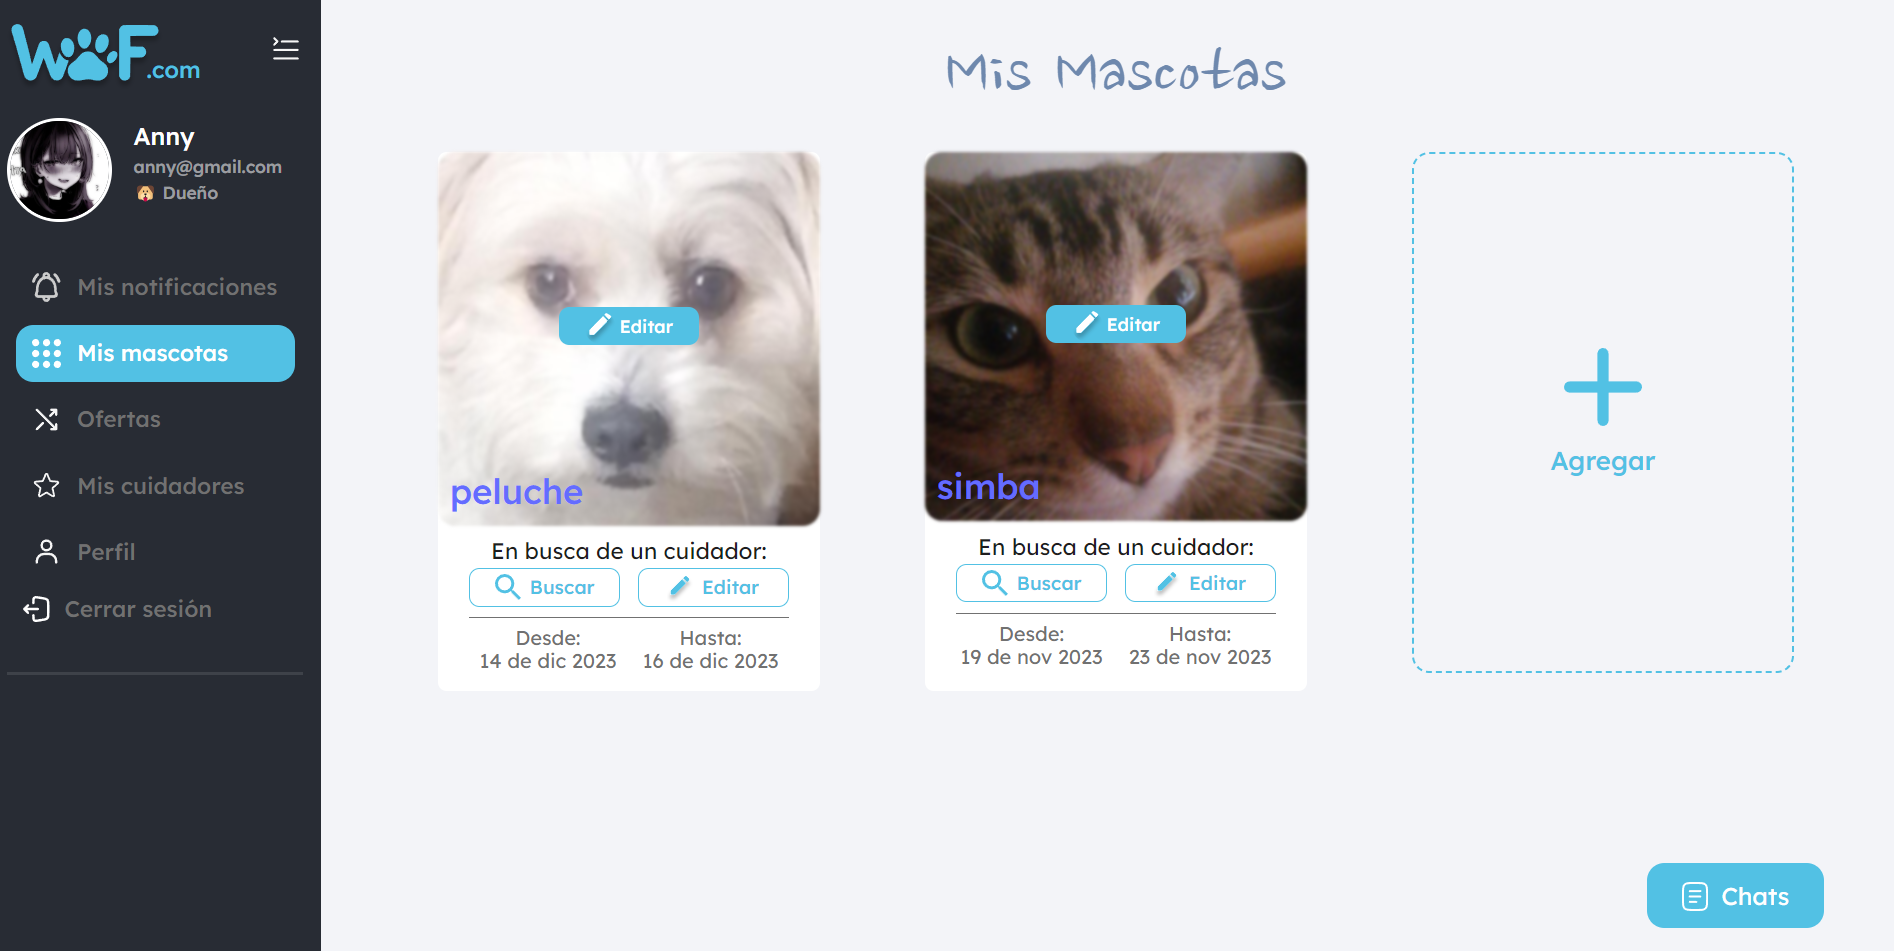 WOF.com
Anny
anny@gmail.com
Dueño
Mis notificaciones
Mis mascotas
Ofertas
Mis cuidadores
Perfil
Cerrar sesión
Mis Mascotas
Editar
peluche
En busca de un cuidador:
Buscar Editar
Desde: Hasta:
14 de dic 2023 16 de dic 2023
Editar
simba
En busca de un cuidador:
Buscar Editar
Desde: Hasta:
19 de nov 2023 23 de nov 2023
Agregar
Chats